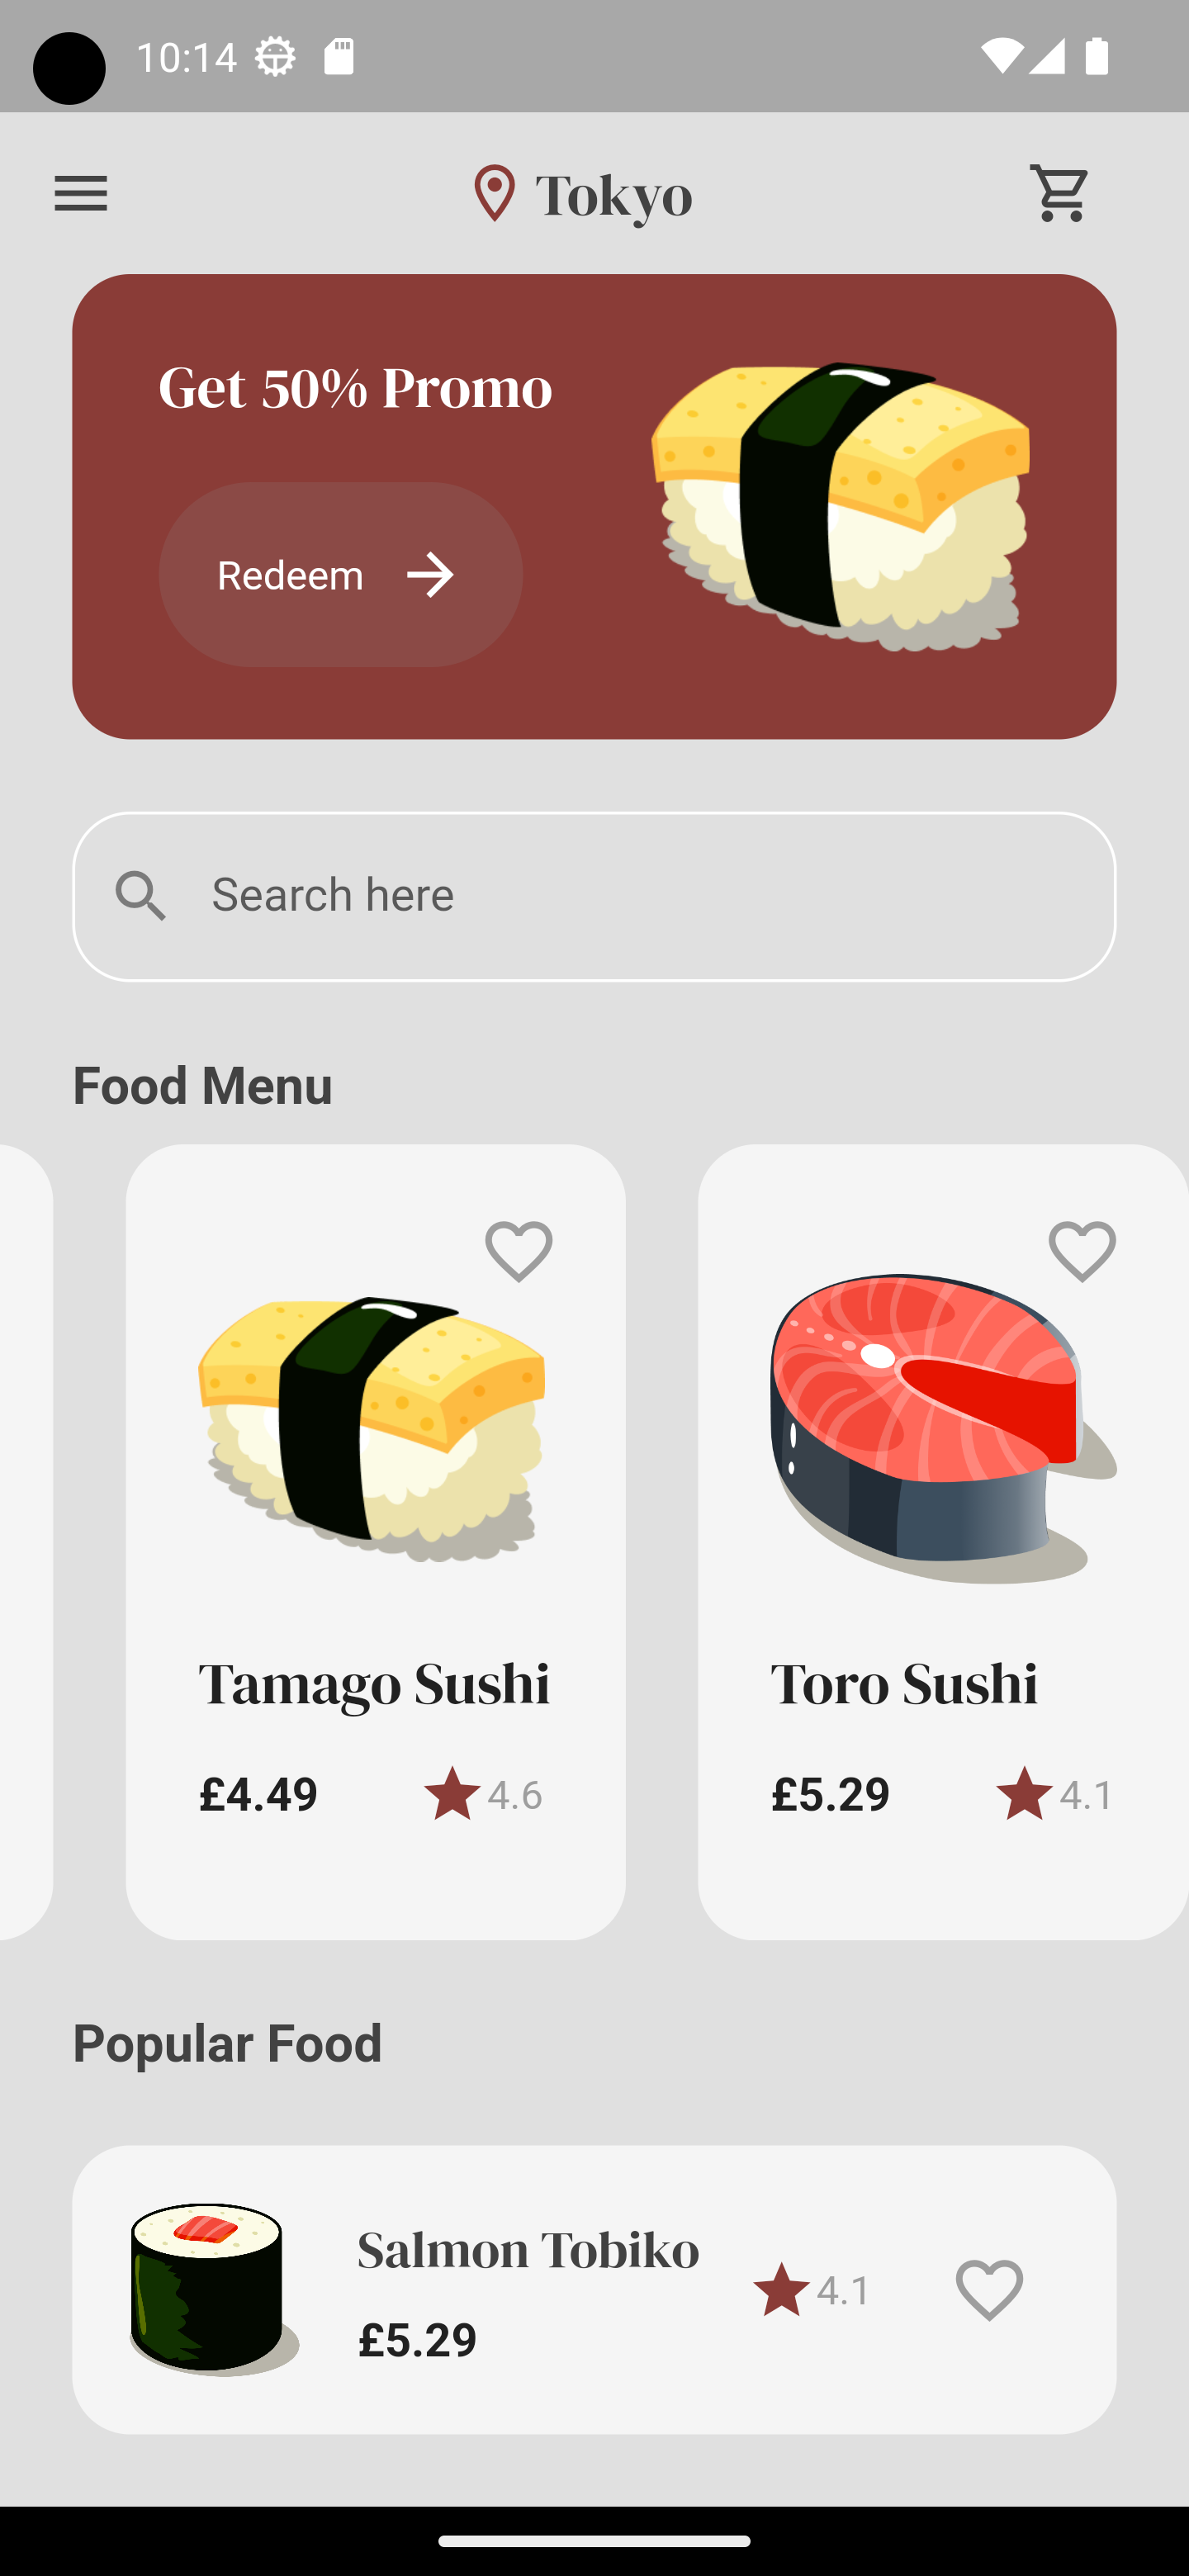 10:14
Tokyo
Get 50% Promo
Redeem
Search here
Food Menu
Tamago Sushi
£4.49
4.6
Toro Sushi
£5.29
4.1
Popular Food
Salmon Tobiko
£5.29
4.1